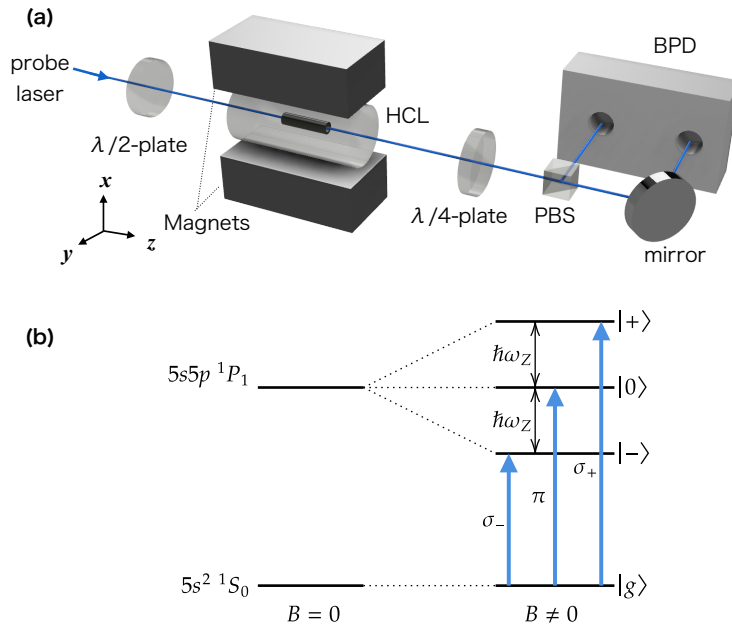 (a)
probe
laser
λ/2-plate
HCL
BPD
Magnets
λ/4-plate
PBS
mirror
x
y
z
(b)
5s5p ¹P₁
ħω_Z
ħω_Z
|+⟩
|0⟩
|−⟩
σ₋
π
σ₊
5s² ¹S₀
|g⟩
B = 0
B ≠ 0